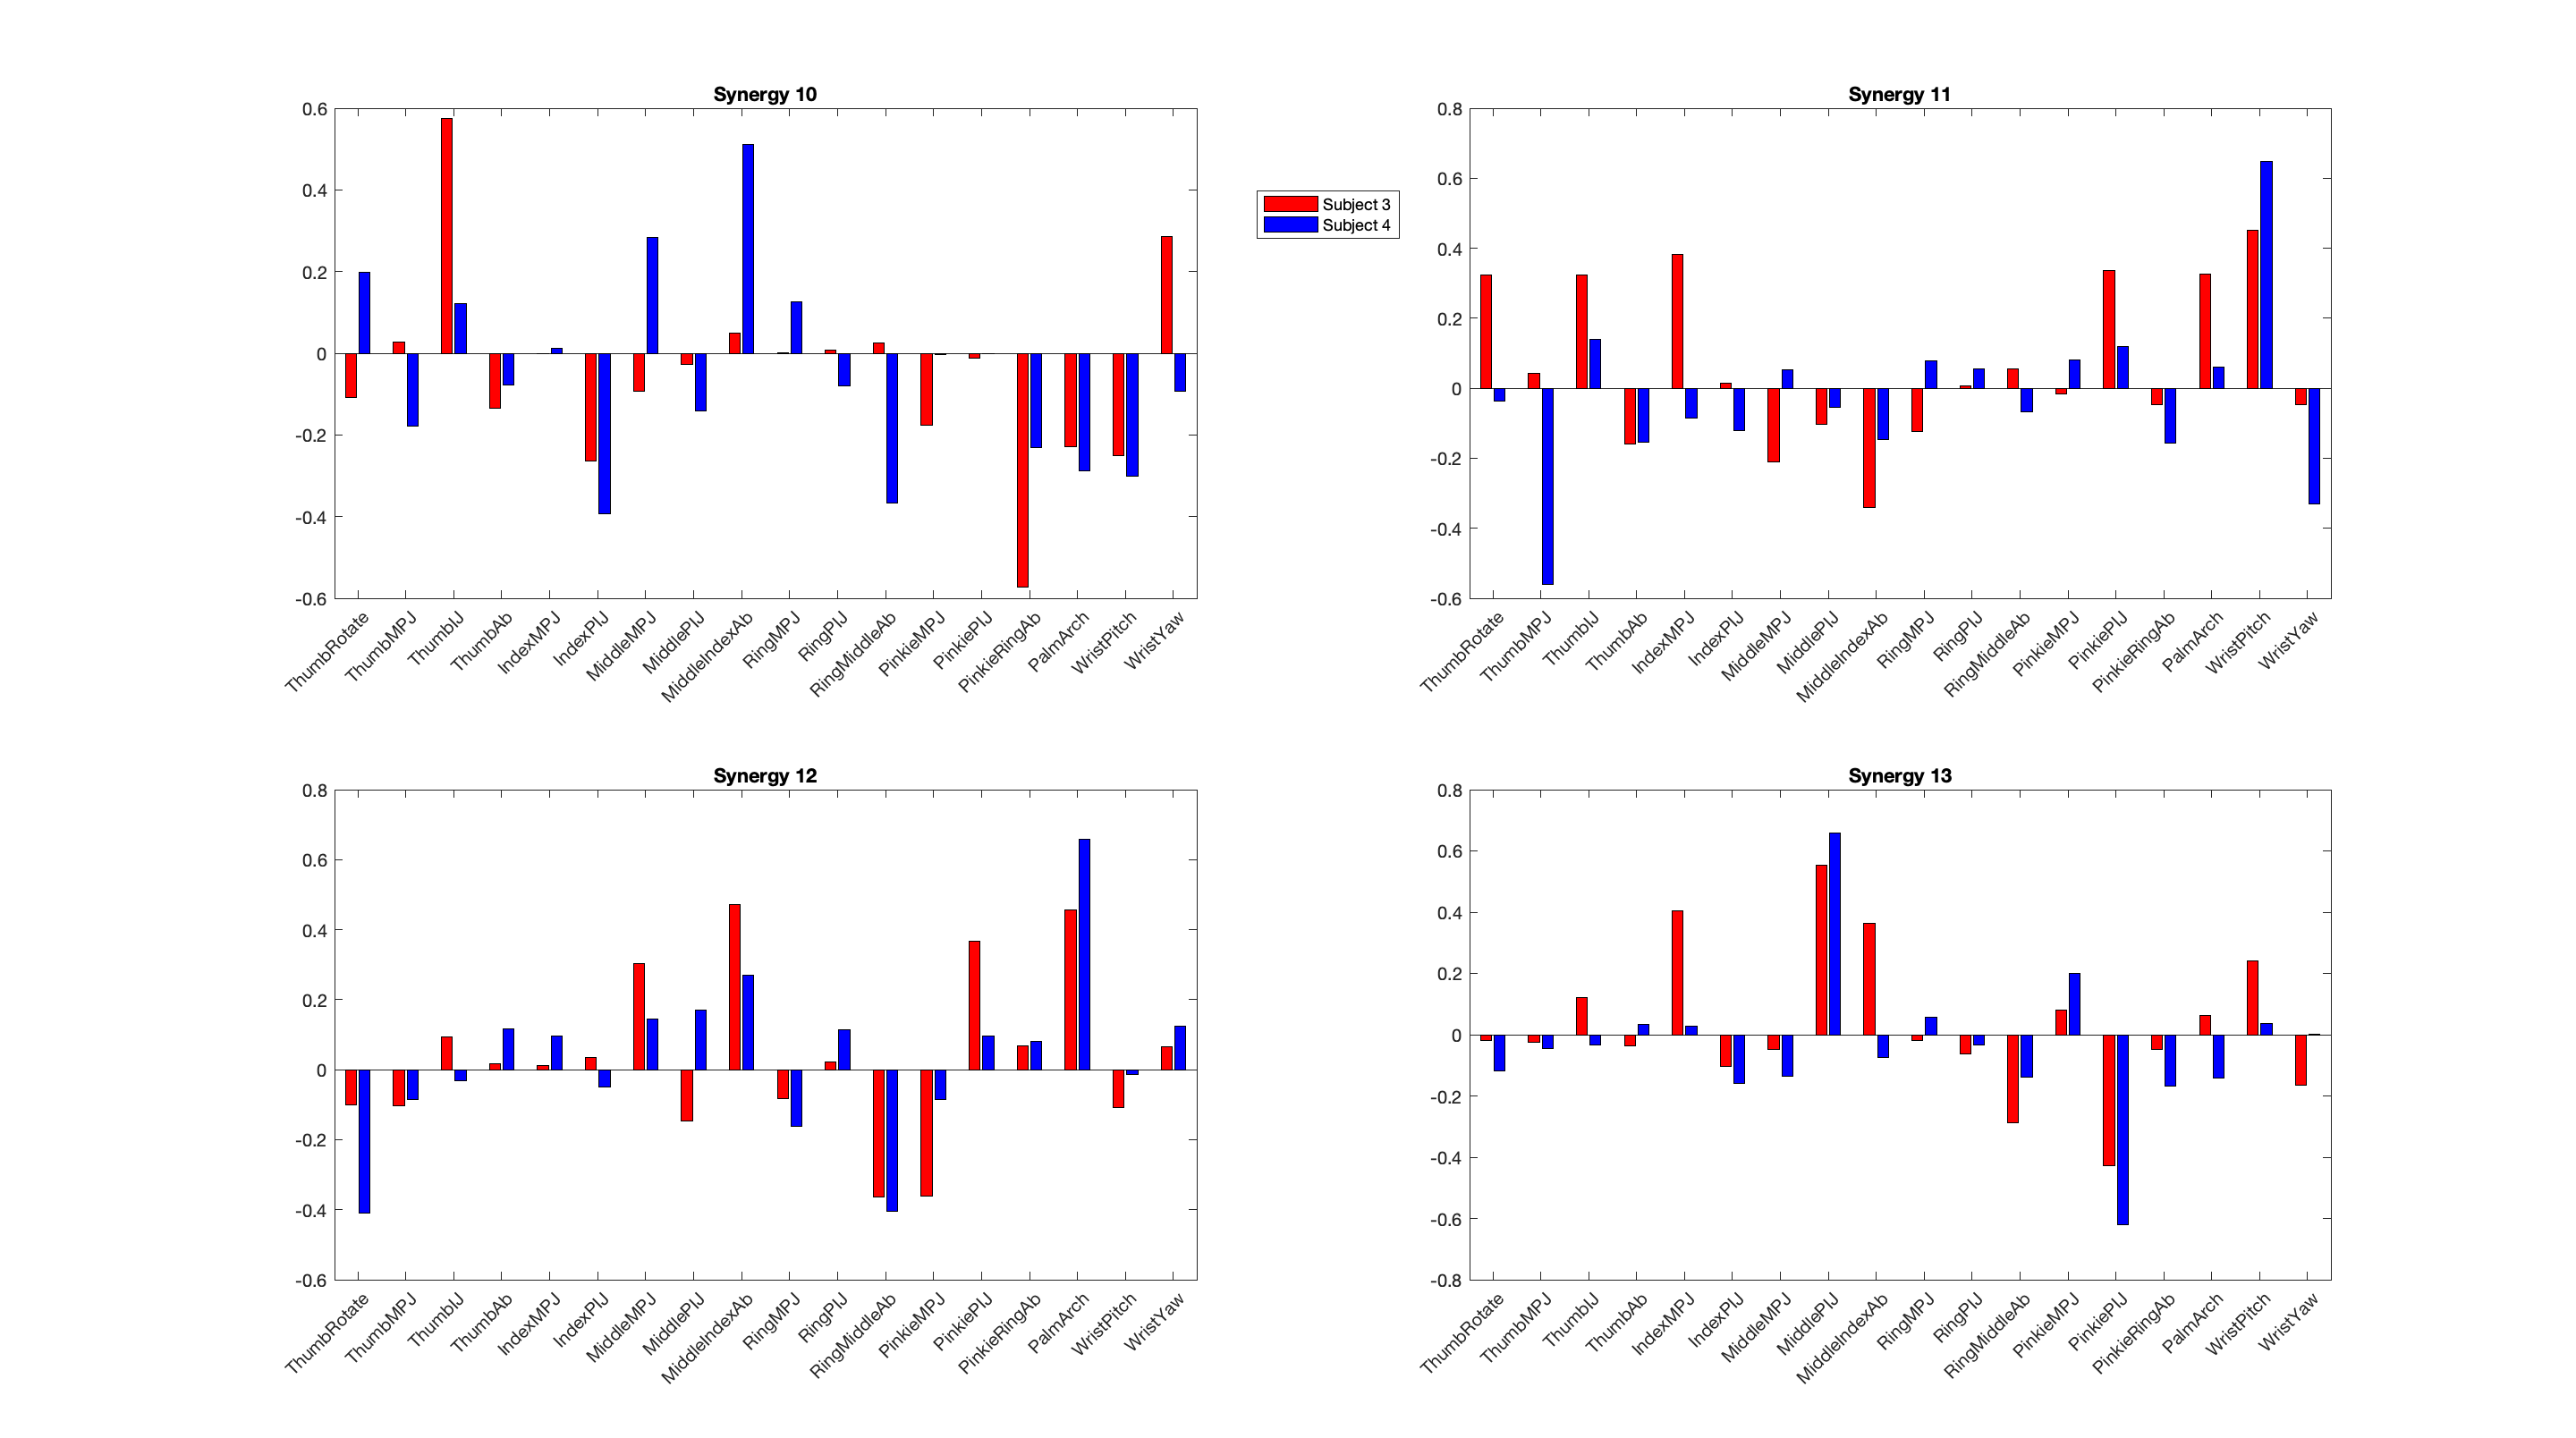 Synergy 10
0.6
0.4
0.2
0
-0.2
-0.4
-0.6
ThumbRotate
ThumbMPJ
ThumbIJ
ThumbAb
IndexMPJ
IndexPIJ
MiddleMPJ
MiddlePIJ
MiddleIndexAb
RingMPJ
RingPIJ
RingMiddleAb
PinkieMPJ
PinkiePIJ
PinkieRingAb
PalmArch
WristPitch
WristYaw
Subject 3
Subject 4
Synergy 11
0.8
0.6
0.4
0.2
0
-0.2
-0.4
-0.6
ThumbRotate
ThumbMPJ
ThumbIJ
ThumbAb
IndexMPJ
IndexPIJ
MiddleMPJ
MiddlePIJ
MiddleIndexAb
RingMPJ
RingPIJ
RingMiddleAb
PinkieMPJ
PinkiePIJ
PinkieRingAb
PalmArch
WristPitch
WristYaw
Synergy 12
0.8
0.6
0.4
0.2
0
-0.2
-0.4
-0.6
ThumbRotate
ThumbMPJ
ThumbIJ
ThumbAb
IndexMPJ
IndexPIJ
MiddleMPJ
MiddlePIJ
MiddleIndexAb
RingMPJ
RingPIJ
RingMiddleAb
PinkieMPJ
PinkiePIJ
PinkieRingAb
PalmArch
WristPitch
WristYaw
Synergy 13
0.8
0.6
0.4
0.2
0
-0.2
-0.4
-0.6
-0.8
ThumbRotate
ThumbMPJ
ThumbIJ
ThumbAb
IndexMPJ
IndexPIJ
MiddleMPJ
MiddlePIJ
MiddleIndexAb
RingMPJ
RingPIJ
RingMiddleAb
PinkieMPJ
PinkiePIJ
PinkieRingAb
PalmArch
WristPitch
WristYaw